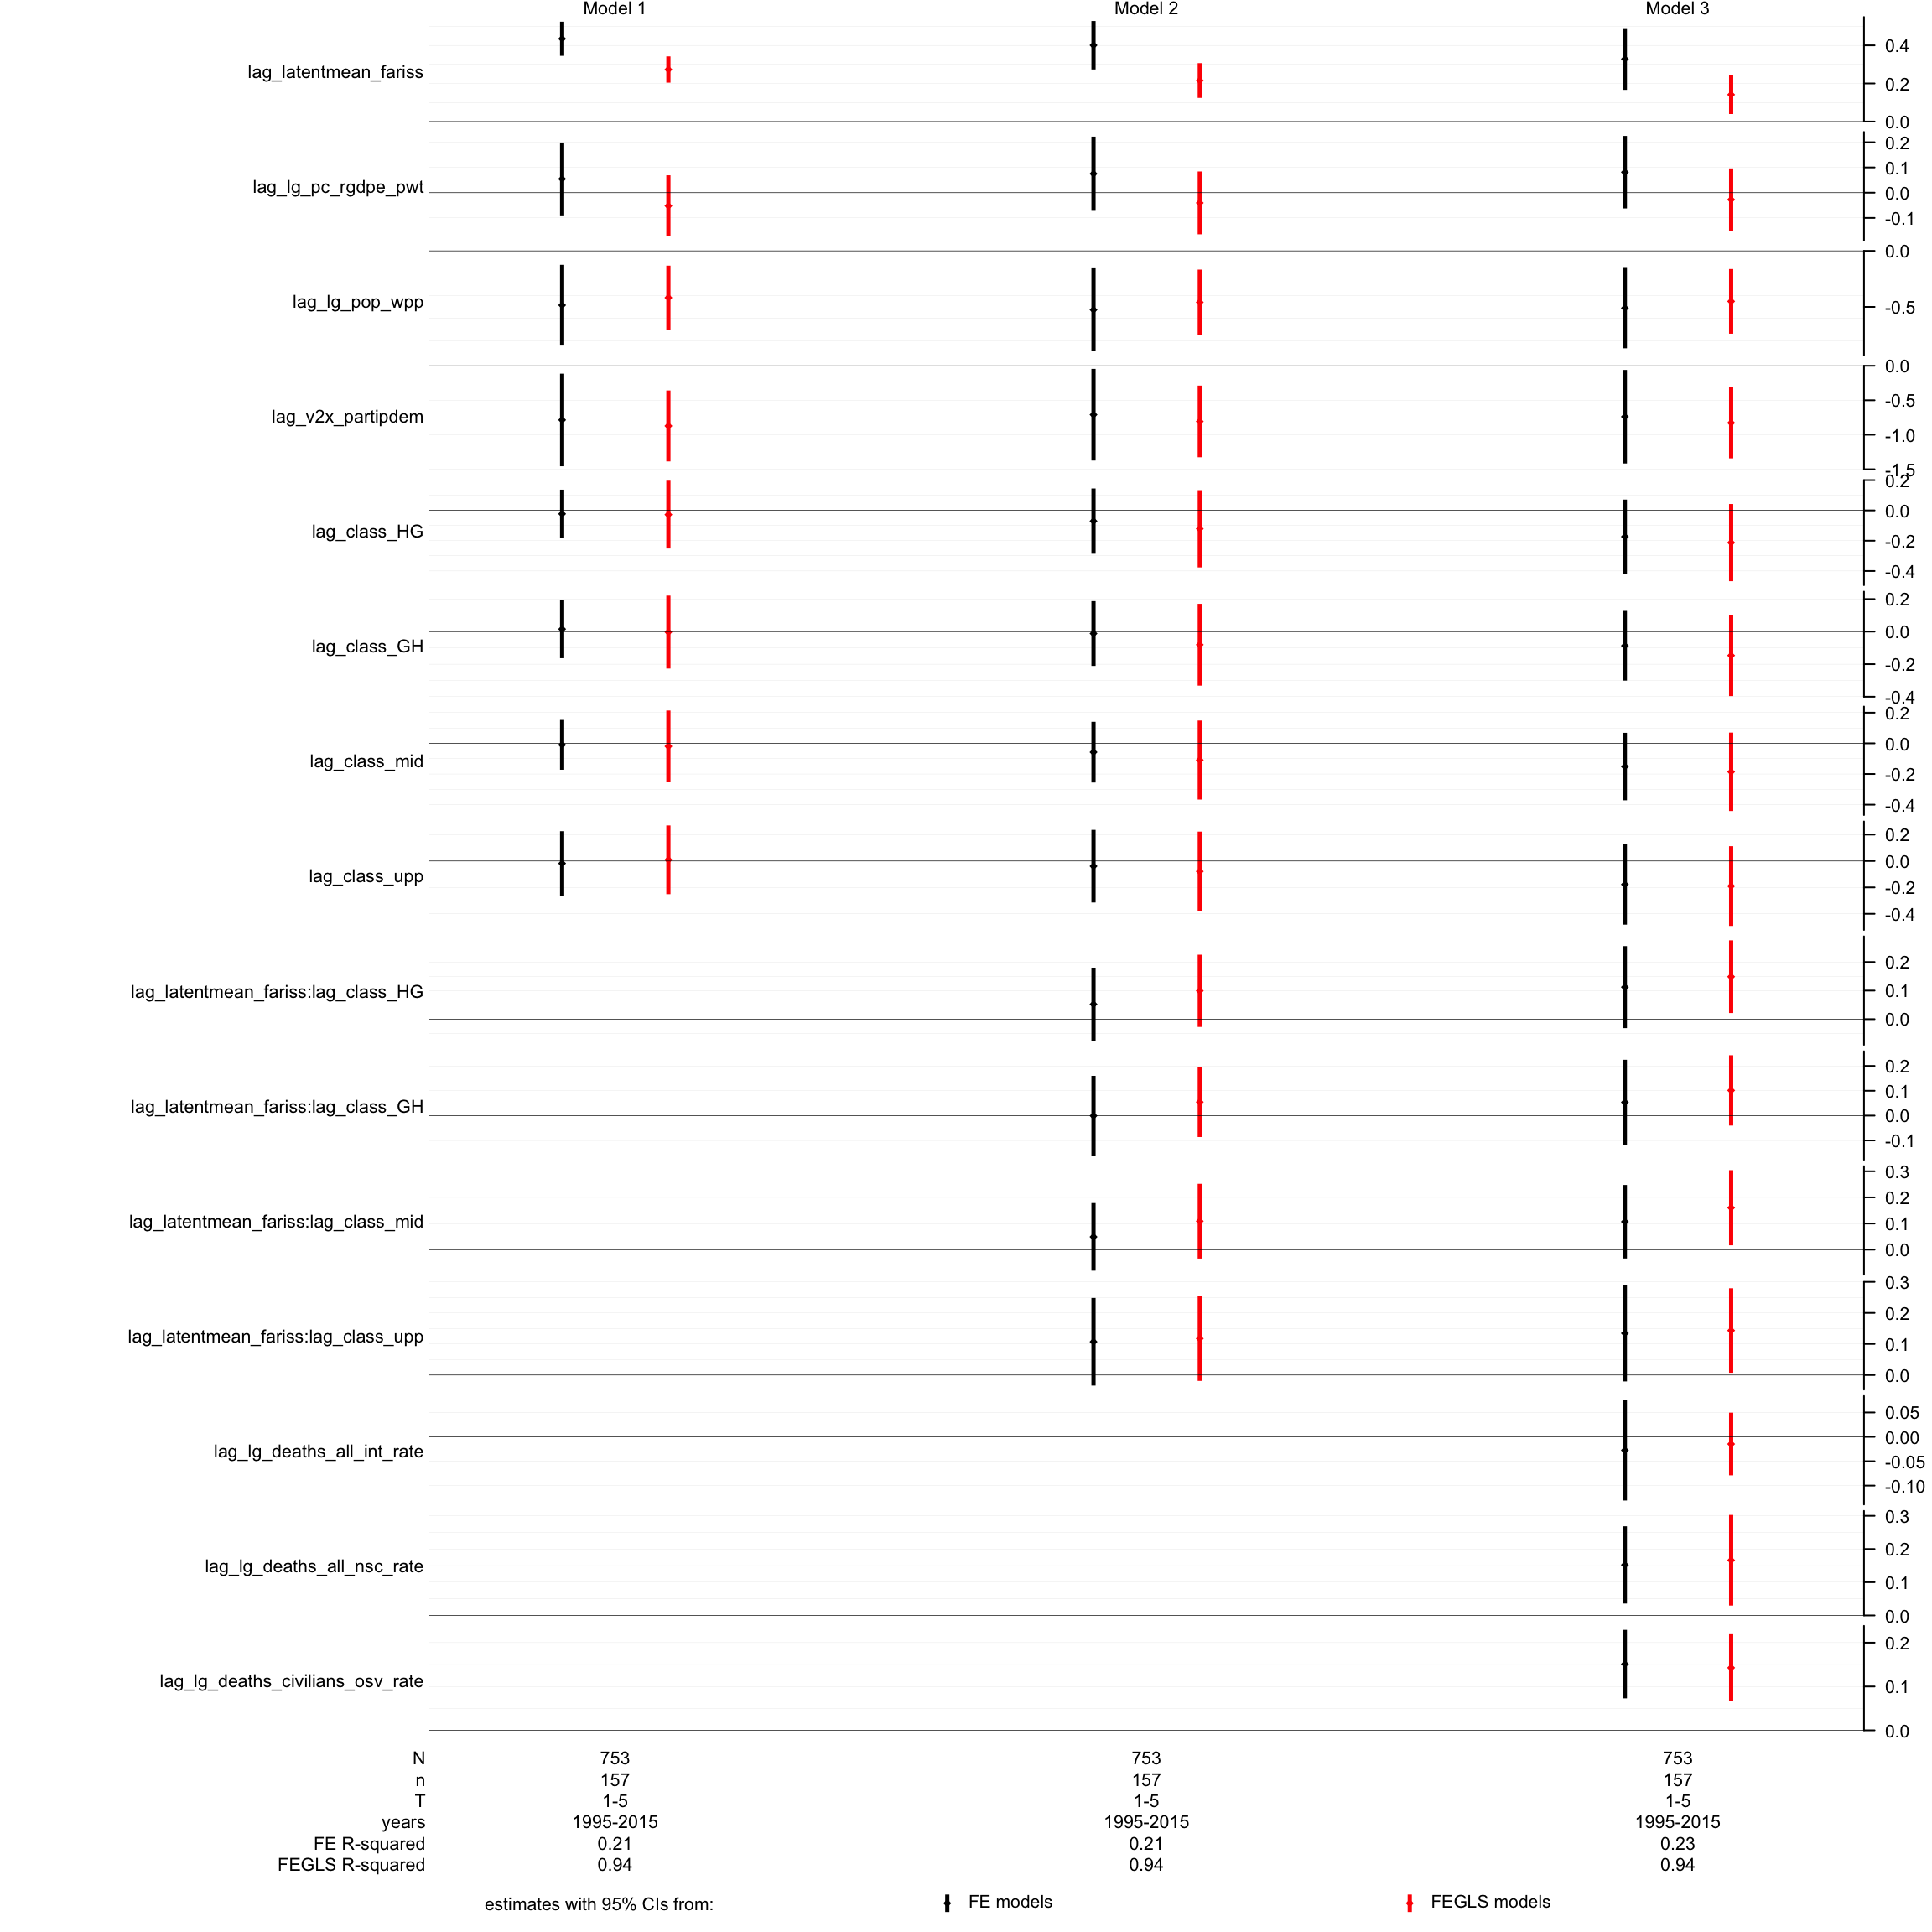 Model 1 Model 2 Model 3
lag_latentmean_fariss
0.4
0.2
0.0
lag_lg_pc_rgdpe_pwt
0.2
0.1
0.0
-0.1
lag_lg_pop_wpp
0.0
-0.5
lag_v2x_partipdem
0.0
-0.5
-1.0
-1.5
lag_class_HG
0.2
0.0
-0.2
-0.4
lag_class_GH
0.2
0.0
-0.2
-0.4
lag_class_mid
0.2
0.0
-0.2
-0.4
lag_class_upp
0.2
0.0
-0.2
-0.4
lag_latentmean_fariss:lag_class_HG
0.2
0.1
0.0
lag_latentmean_fariss:lag_class_GH
0.2
0.1
0.0
-0.1
lag_latentmean_fariss:lag_class_mid
0.3
0.2
0.1
0.0
lag_latentmean_fariss:lag_class_upp
0.3
0.2
0.1
0.0
lag_lg_deaths_all_int_rate
0.05
0.00
-0.05
-0.10
lag_lg_deaths_all_nsc_rate
0.3
0.2
0.1
0.0
lag_lg_deaths_civilians_osv_rate
0.2
0.1
0.0
N 753 753 753
n 157 157 157
T 1-5 1-5 1-5
years 1995-2015 1995-2015 1995-2015
FE R-squared 0.21 0.21 0.23
FEGLS R-squared 0.94 0.94 0.94
estimates with 95% CIs from: FE models FEGLS models